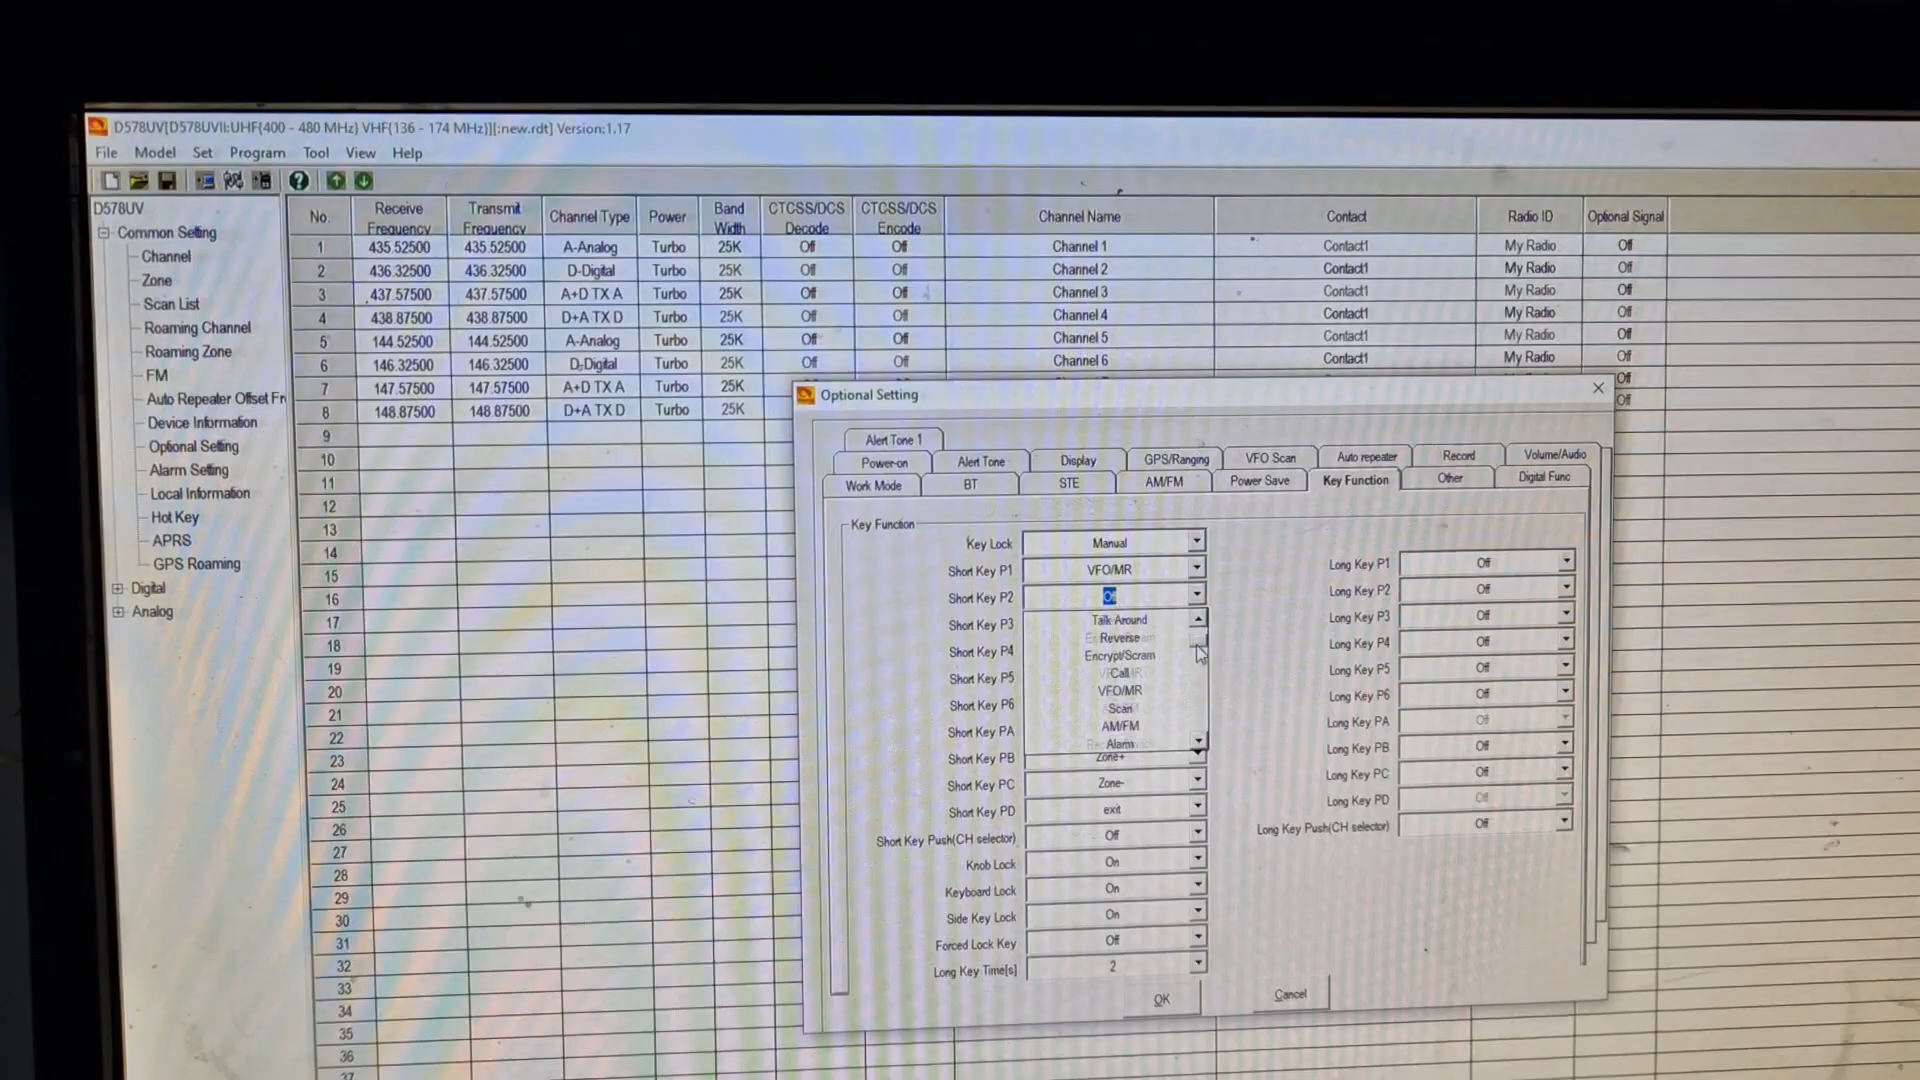 D578UV[D578UVII:UHF{400 - 480 MHz} VHF{136 - 174 MHz}][:new.rdt] Version:1.17
File Model Set Program Tool View Help
D578UV
Common Setting
Channel
Zone
Scan List
Roaming Channel
Roaming Zone
FM
Auto Repeater Offset Fr
Device Information
Optional Setting
Alarm Setting
Local Information
Hot Key
APRS
GPS Roaming
Digital
Analog
No. Receive Frequency Transmit Frequency Channel Type Power Band Width CTCSS/DCS Decode CTCSS/DCS Encode Channel Name Contact Radio ID Optional Signal
1 435.52500 435.52500 A-Analog Turbo 25K Off Off Channel 1 Contact1 My Radio Off
2 436.32500 436.32500 D-Digital Turbo 25K Off Off Channel 2 Contact1 My Radio Off
3 437.57500 437.57500 A+D TX A Turbo 25K Off Off Channel 3 Contact1 My Radio Off
4 438.87500 438.87500 D+A TX D Turbo 25K Off Off Channel 4 Contact1 My Radio Off
5 144.52500 144.52500 A-Analog Turbo 25K Off Off Channel 5 Contact1 My Radio Off
6 146.32500 146.32500 D-Digital Turbo 25K Off Off Channel 6 Contact1 My Radio Off
7 147.57500 147.57500 A+D TX A Turbo 25K Off
8 148.87500 148.87500 D+A TX D Turbo 25K Off
9
10
11
12
13
14
15
16
17
18
19
20
21
22
23
24
25
26
27
28
29
30
31
32
33
34
35
36
37
Optional Setting
Alert Tone 1
Power-on Alert Tone Display GPS/Ranging VFO Scan Auto repeater Record Volume/Audio
Work Mode BT STE AM/FM Power Save Key Function Other Digital Func
Key Function
Key Lock Manual
Short Key P1 VFO/MR
Short Key P2 Off
Short Key P3
Short Key P4
Short Key P5
Short Key P6
Short Key PA
Short Key PB Zone+
Short Key PC Zone-
Short Key PD exit
Short Key Push(CH selector) Off
Knob Lock On
Keyboard Lock On
Side Key Lock On
Forced Lock Key Off
Long Key Time[s] 2
Talk Around
Reverse
Encrypt/Scram
Call
VFO/MR
Scan
AM/FM
Alarm
Long Key P1 Off
Long Key P2 Off
Long Key P3 Off
Long Key P4 Off
Long Key P5 Off
Long Key P6 Off
Long Key PA Off
Long Key PB Off
Long Key PC Off
Long Key PD Off
Long Key Push(CH selector) Off
OK Cancel